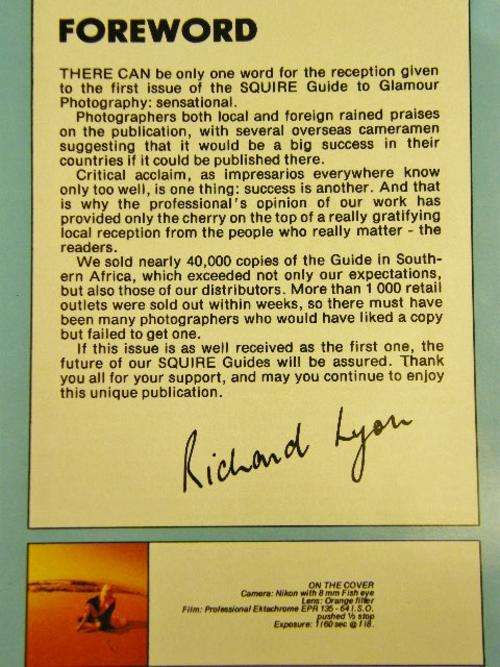 FOREWORD
THERE CAN be only one word for the reception given
to the first issue of the SQUIRE Guide to Glamour
Photography: sensational.
Photographers both local and foreign rained praises
on the publication, with several overseas cameramen
suggesting that it would be a big success in their
countries if it could be published there.
Critical acclaim, as impresarios everywhere know
only too well, is one thing: success is another. And that
is why the professional's opinion of our work has
provided only the cherry on the top of a really gratifying
local reception from the people who really matter - the
readers.
We sold nearly 40,000 copies of the Guide in South-
ern Africa, which exceeded not only our expectations,
but also those of our distributors. More than 1 000 retail
outlets were sold out within weeks, so there must have
been many photographers who would have liked a copy
but failed to get one.
If this issue is as well received as the first one, the
future of our SQUIRE Guides will be assured. Thank
you all for your support, and may you continue to enjoy
this unique publication.
Richard Lyon
ON THE COVER
Camera: Nikon with 8 mm Fish eye
Lens: Orange filter
Film: Professional Ektachrome EPR 135 - 64 I.S.O.
pushed ½ stop
Exposure: 1/60 sec @ f 8.